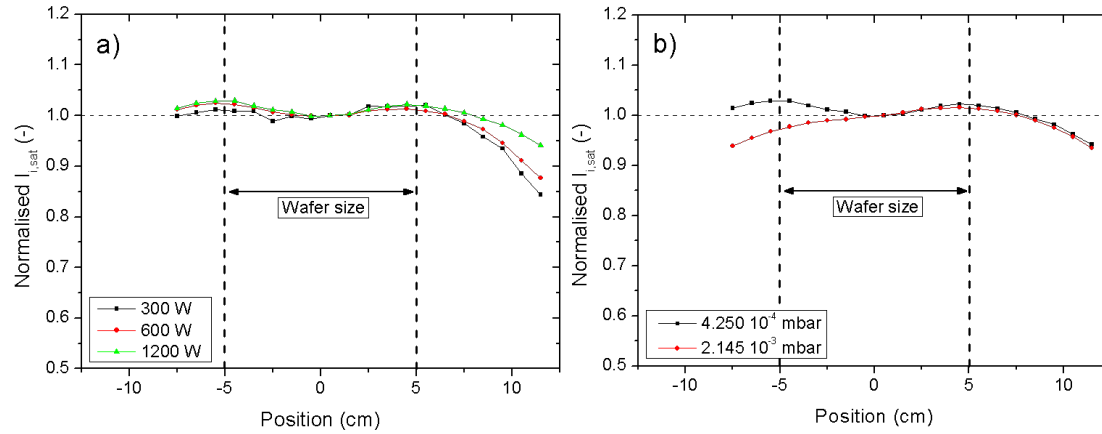 a)
1.2
1.1
1.0
0.9
0.8
0.7
0.6
0.5
Normalised I_{i,sat} (-)
Wafer size
300 W
600 W
1200 W
-10
-5
0
5
10
Position (cm)
b)
1.2
1.1
1.0
0.9
0.8
0.7
0.6
0.5
Normalised I_{i,sat} (-)
Wafer size
4.250 10^{-4} mbar
2.145 10^{-3} mbar
-10
-5
0
5
10
Position (cm)